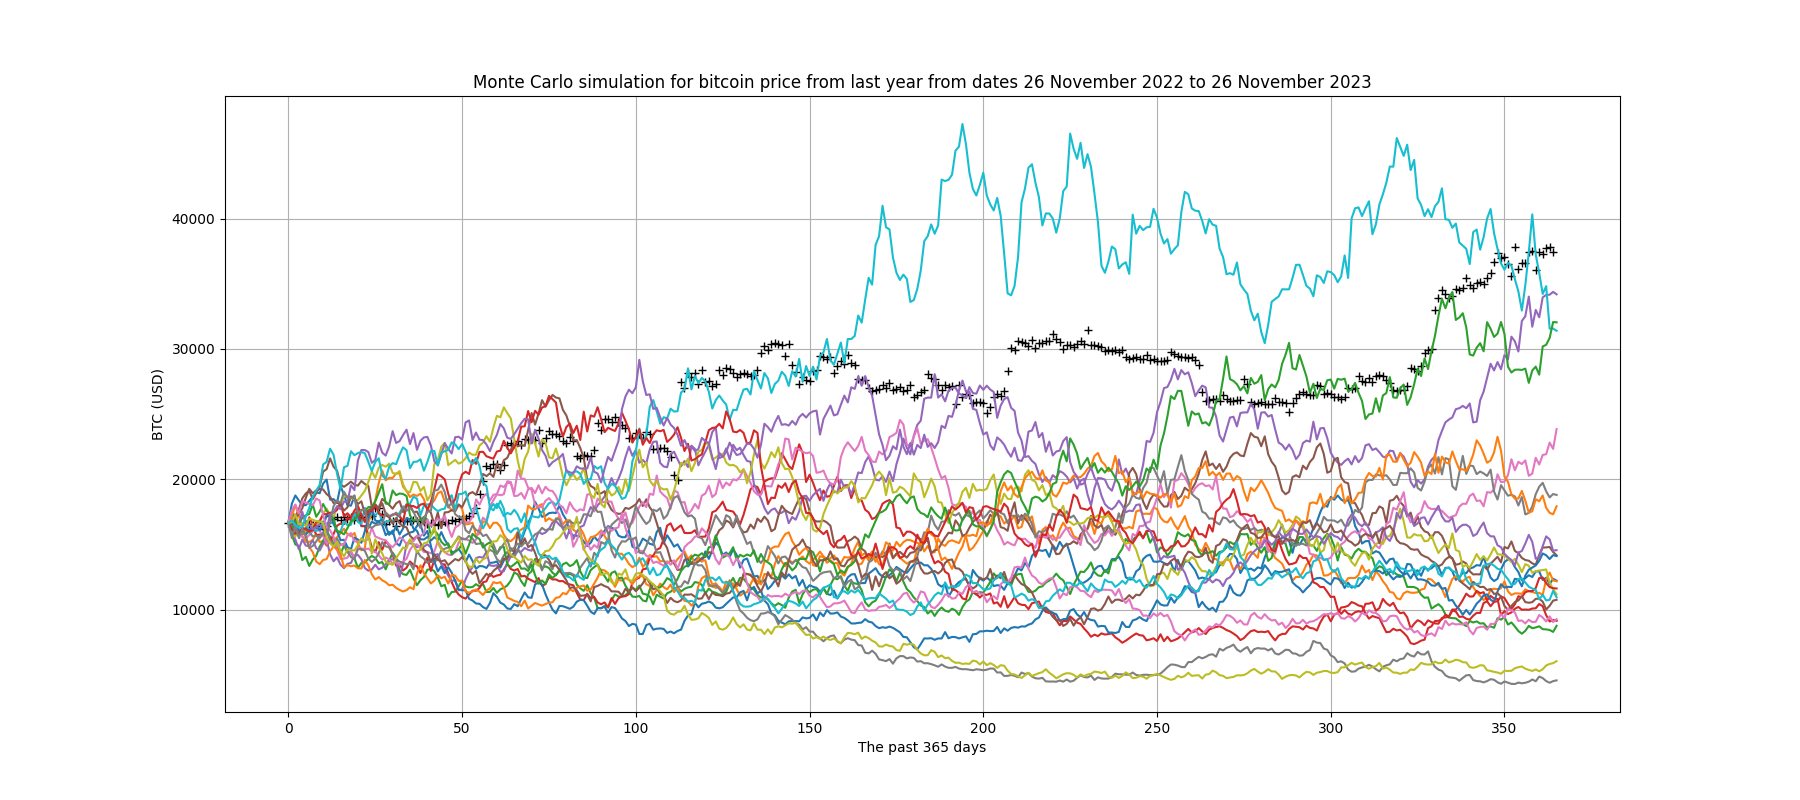 Monte Carlo simulation for bitcoin price from last year from dates 26 November 2022 to 26 November 2023
BTC (USD)
40000
30000
20000
10000
0 50 100 150 200 250 300 350
The past 365 days